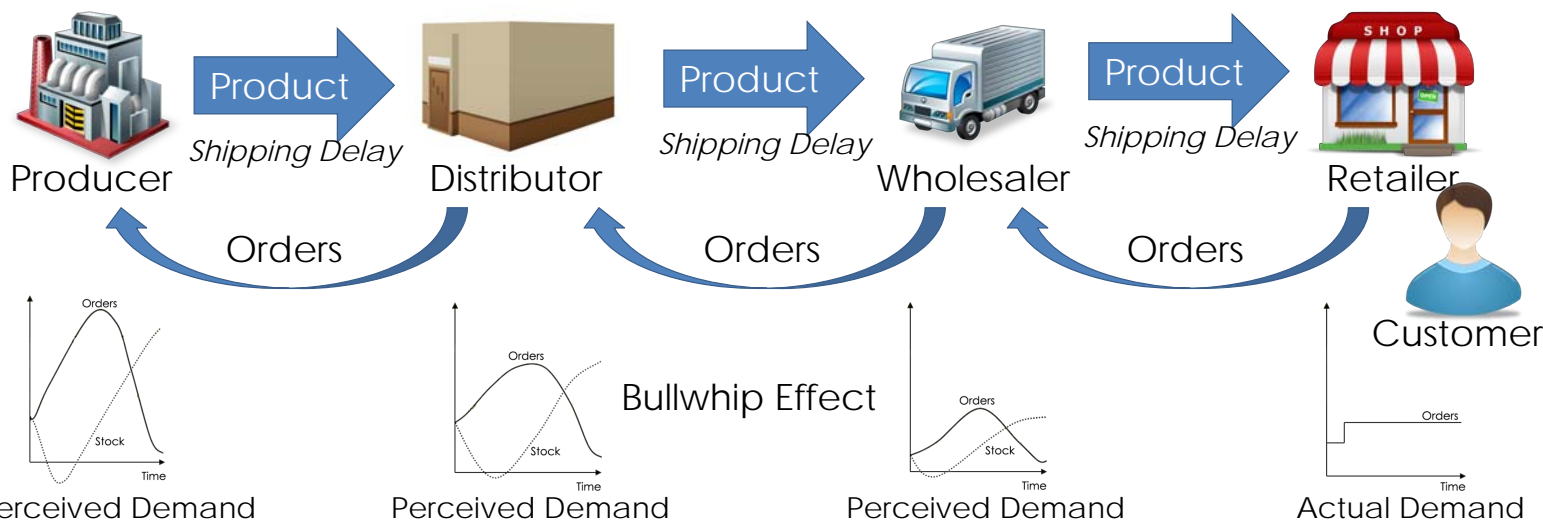 SHOP
OPEN
Product
Product
Product
Shipping Delay
Shipping Delay
Shipping Delay
Producer
Distributor
Wholesaler
Retailer
Orders
Orders
Orders
Customer
Orders
Stock
Time
Orders
Stock
Time
Bullwhip Effect
Orders
Stock
Time
Orders
Time
erceived Demand
Perceived Demand
Perceived Demand
Actual Demand